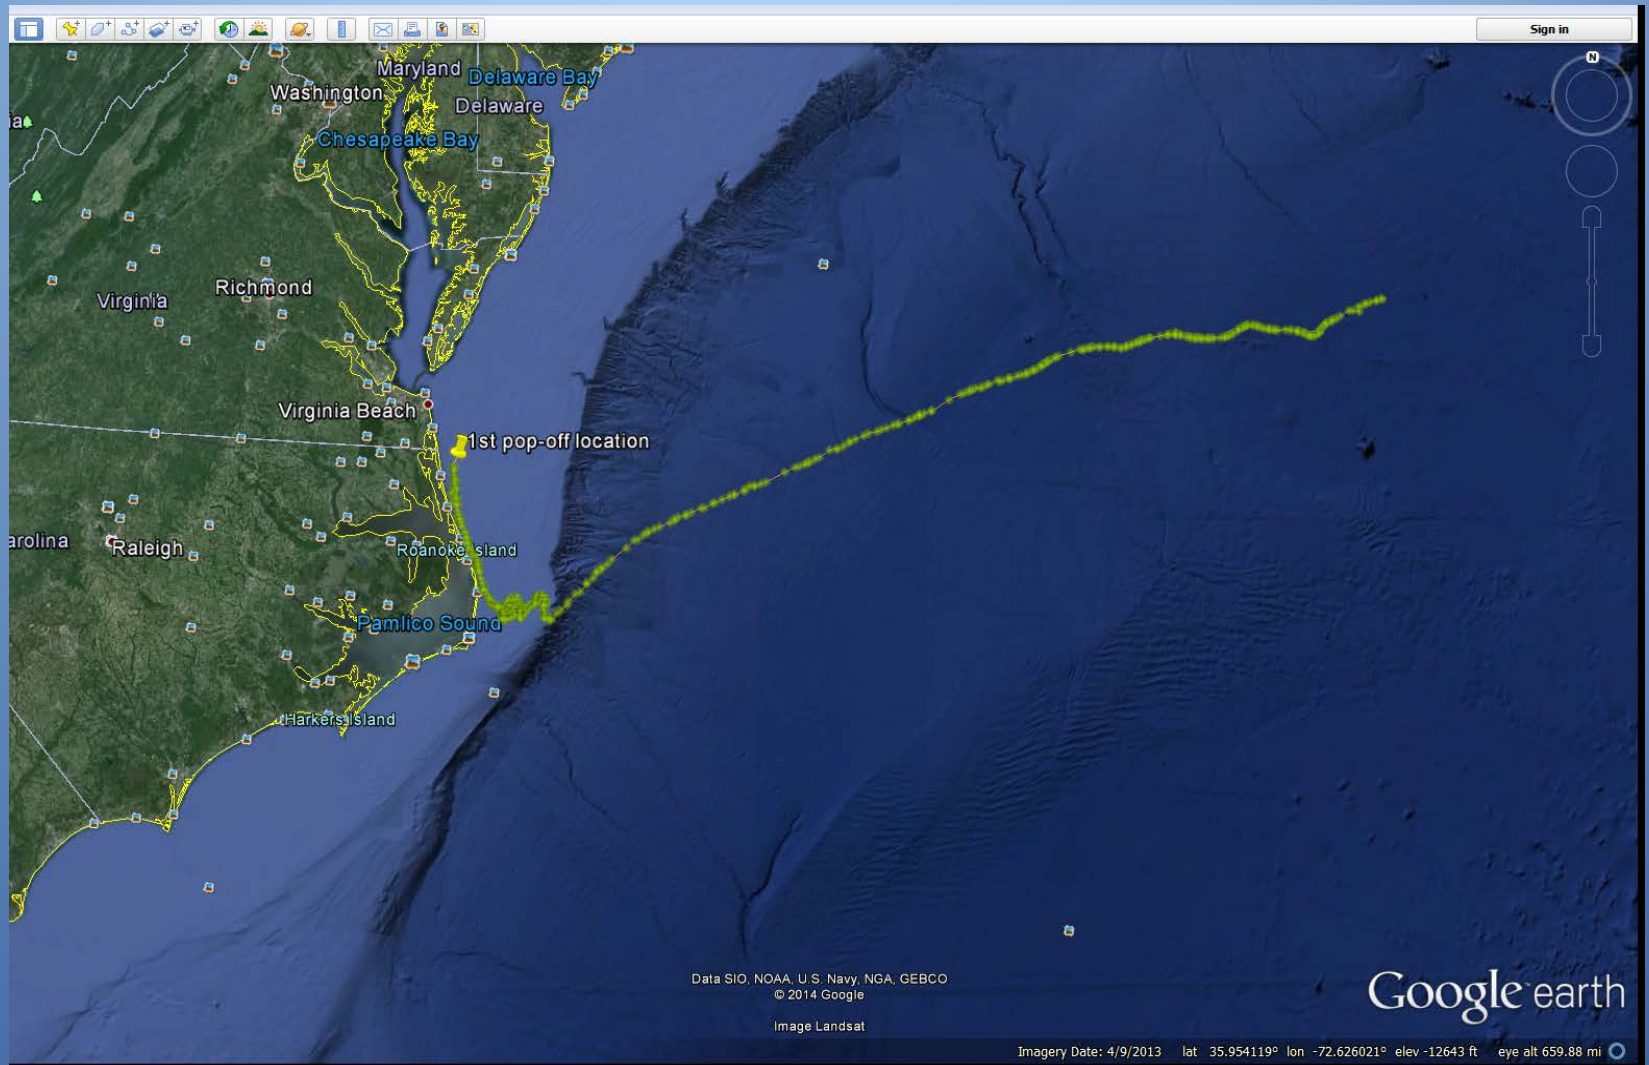 Sign in
N
Maryland
Delaware Bay
Washington
Delaware
ia
Chesapeake Bay
Virginia
Richmond
Virginia Beach
1st pop-off location
arolina
Raleigh
Roanoke Island
Pamlico Sound
Harkers Island
Data SIO, NOAA, U.S. Navy, NGA, GEBCO
© 2014 Google
Image Landsat
Google earth
Imagery Date: 4/9/2013 lat 35.954119° lon -72.626021° elev -12643 ft eye alt 659.88 mi